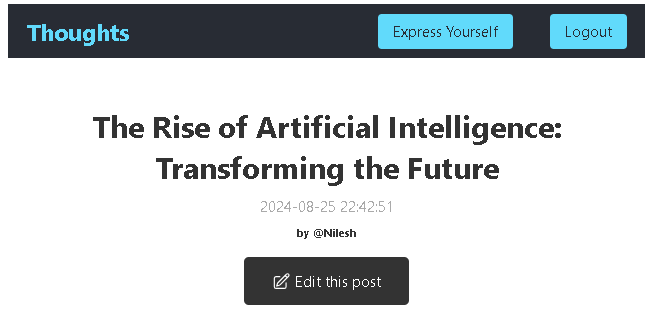 Thoughts
Express Yourself
Logout
The Rise of Artificial Intelligence:
Transforming the Future
2024-08-25 22:42:51
by @Nilesh
Edit this post